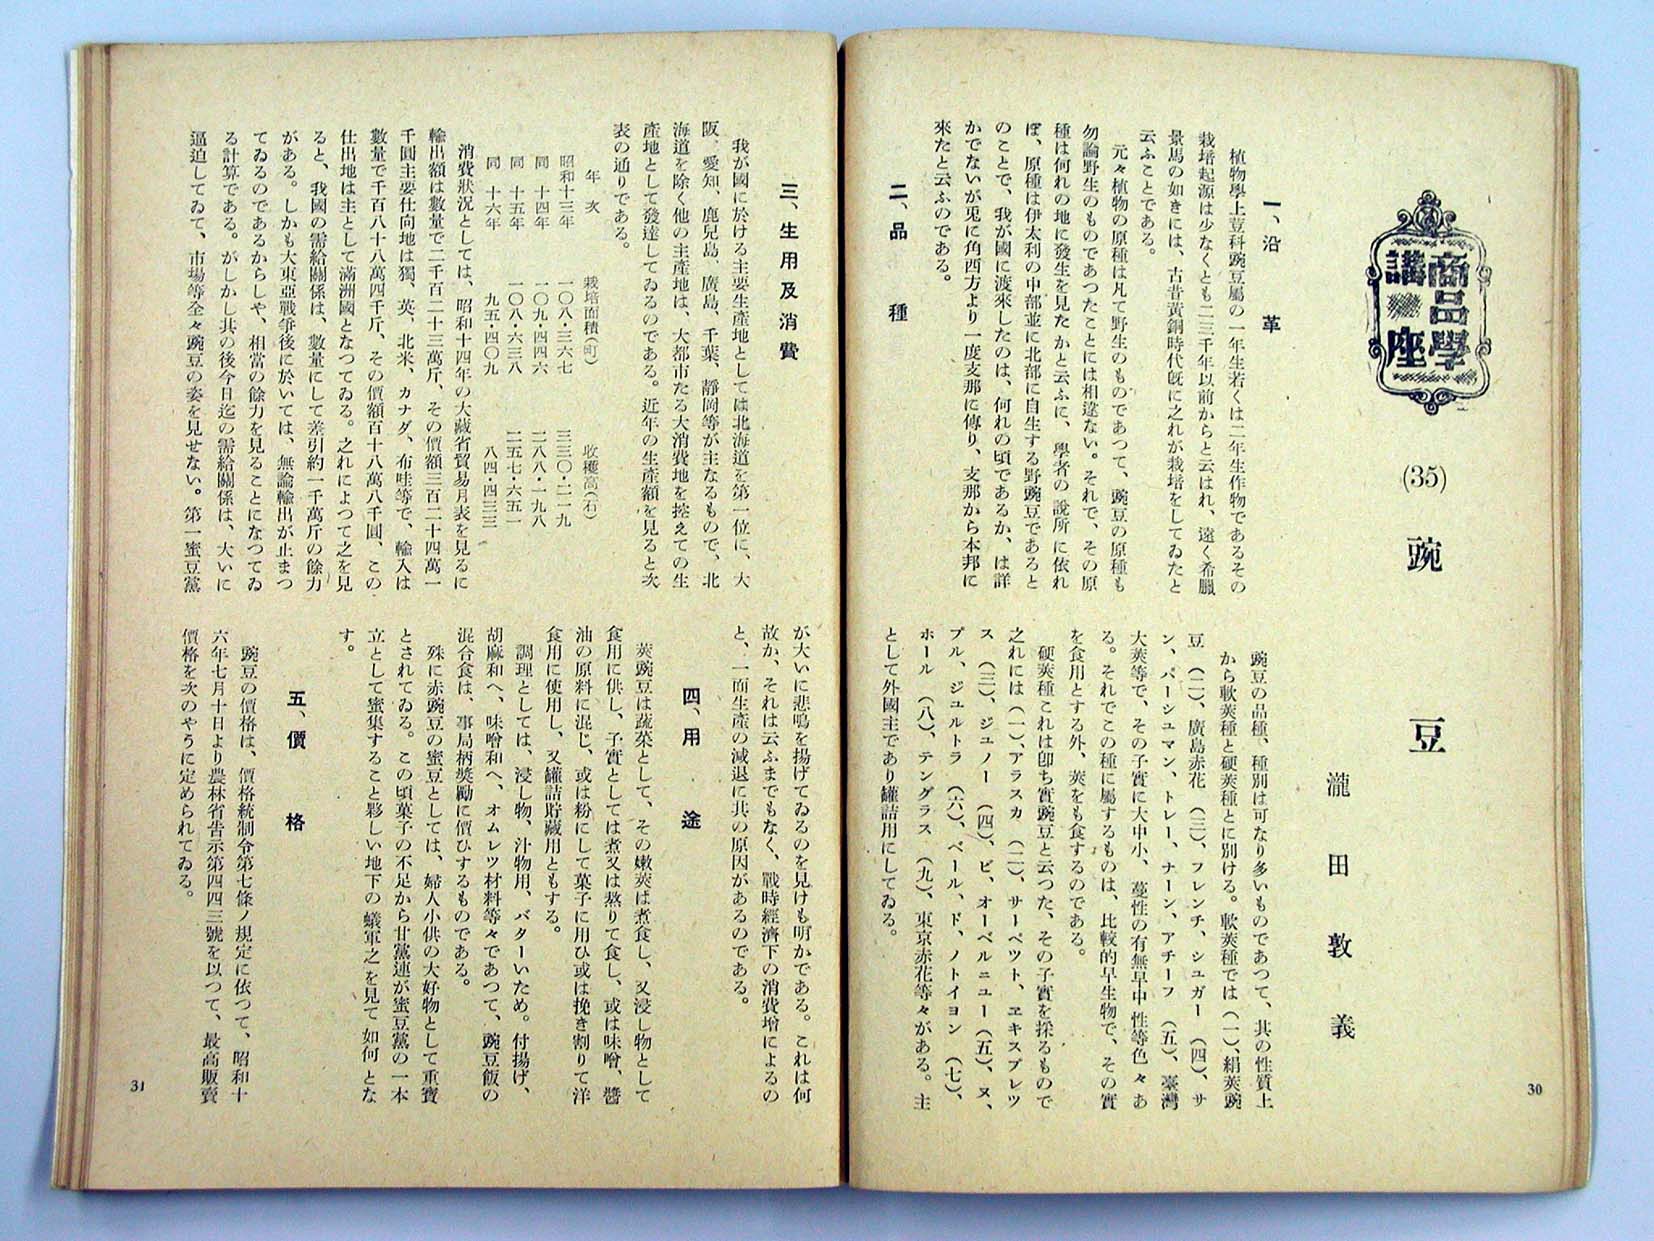 商品學
講座
(35)
豌豆
瀧田敦義
一、沿革
植物學上荳科豌豆屬の一年生若くは二年生作物であるその
栽培起源は少なくとも二三千年以前からと云はれ、遠く希臘
景馬の如きには、古昔黃銅時代旣に之れが栽培をしてゐたと
云ふことである。
元々植物の原種は凡て野生のものであつて、豌豆の原種も
勿論野生のものであつたことには相違ない。それで、その原
種は何れの地に發生を見たかと云ふに、學者の說所に依れ
ば、原種は伊太利の中部並に北部に自生する野豌豆であると
のことで、我が國に渡來したのは、何れの頃であるか、は詳
かでないが兎に角西方より一度支那に傳り、支那から本邦に
來たと云ふのである。
二、品種
豌豆の品種、種別は可なり多いものであつて、其の性質上
から軟莢種と硬莢種とに別ける。軟莢種では（一）、絹莢豌
豆（二）、廣島赤花（三）、フレンチ、シュガー（四）、サ
ン、パーシュマン、トレー、ナーン、アチーフ（五）、臺灣
大莢等で、その子實に大中小、蔓性の有無早中性等色々あ
る。それでこの種に屬するものは、比較的早生物で、その實
を食用とする外、莢をも食するのである。
硬莢種これは卽ち實豌豆と云つた、その子實を採るもので
之れには（一）、アラスカ（二）、サーペツト、ヱキスプレツ
ス（三）、ジュノー（四）、ビ、オーベルニュー（五）、ヌ、
プル、ジュルトラ（六）、ベール、ド、ノトイヨン（七）、
ホール（八）、テングラス（九）、東京赤花等々がある。主
として外國主であり罐詰用にしてゐる。
30
三、生用及消費
我が國に於ける主要生產地としては北海道を第一位に、大
阪、愛知、鹿兒島、廣島、千葉、靜岡等が主なるもので、北
海道を除く他の主產地は、大都市たる大消費地を控えての生
產地として發達してゐるのである。近年の生產額を見ると次
表の通りである。
年次　栽培面積（町）　收穫高（石）
昭和十三年　一〇八・三六七　三三〇・二一九
同　十四年　一〇九・四四六　二八八・一九八
同　十五年　一〇八・六三八　二五七・六五一
同　十六年　九五・四〇九　八四・四三三
消費狀況としては、昭和十四年の大藏省貿易月表を見るに
輸出額は數量で二千百二十三萬斤、その價額三百二十四萬一
千圓主要仕向地は獨、英、北米、カナダ、布哇等で、輸入は
數量で千百八十八萬四千斤、その價額百十八萬八千圓、この
仕出地は主として滿洲國となつてゐる。之れによつて之を見
ると、我國の需給關係は、數量にして差引約一千萬斤の餘力
がある。しかも大東亞戰爭後に於いては、無論輸出が止まつ
てゐるのであるからしや、相當の餘力を見ることになつてゐ
る計算である。がしかし其の後今日迄の需給關係は、大いに
逼迫してゐて、市場等全々豌豆の姿を見せない。第一蜜豆黨
が大いに悲鳴を揚げてゐるのを見けも明かである。これは何
故か、それは云ふまでもなく、戰時經濟下の消費增によるの
と、一面生產の減退に共の原因があるのである。
四、用途
莢豌豆は蔬菜として、その嫩莢ば煮食し、又浸し物として
食用に供し、子實としては煮又は熬りて食し、或は味噌、醬
油の原料に混じ、或は粉にして菓子に用ひ或は挽き割りて洋
食用に使用し、又罐詰貯藏用ともする。
調理としては、浸し物、汁物用、バターいため。付揚げ、
胡麻和へ、味噌和へ、オムレツ材料等々であつて、豌豆飯の
混合食は、事局柄奬勵に價ひするものである。
殊に赤豌豆の蜜豆としては、婦人小供の大好物として重寶
とされてゐる。この頃菓子の不足から甘黨連が蜜豆黨の一本
立として蜜集すること夥しい地下の蟻軍之を見て如何とな
す。
五、價格
豌豆の價格は、價格統制令第七條ノ規定に依つて、昭和十
六年七月十日より農林省告示第四四三號を以つて、最高販賣
價格を次のやうに定められてゐる。
31